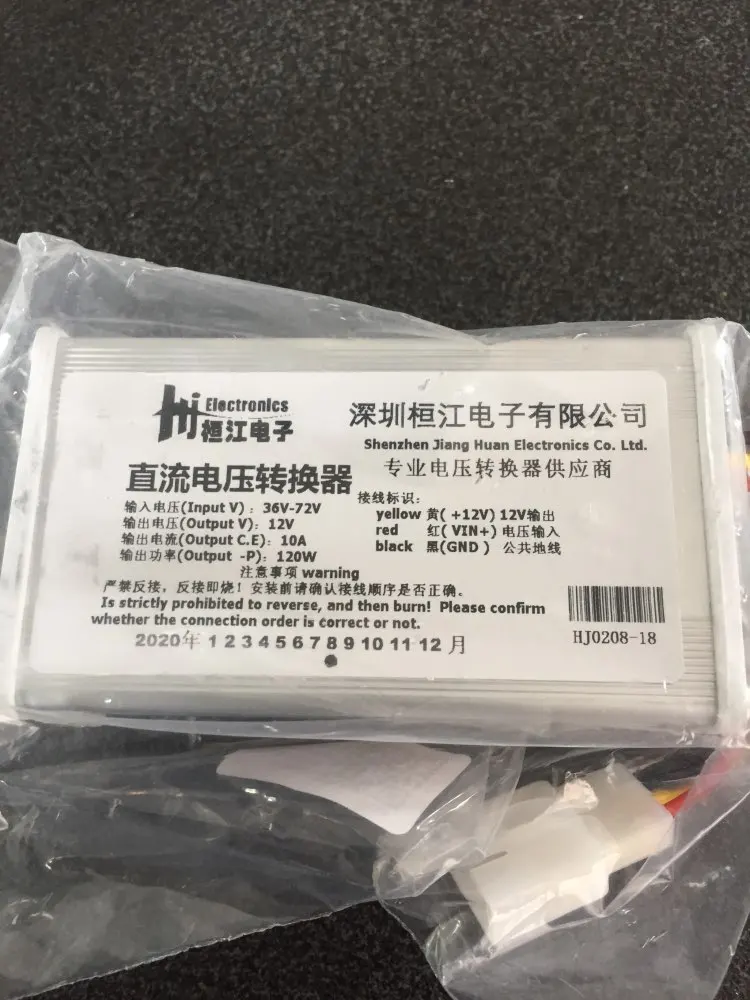 Hj Electronics
桓江电子
深圳桓江电子有限公司
Shenzhen Jiang Huan Electronics Co. Ltd.
专业电压转换器供应商
直流电压转换器
输入电压(Input V)：36V-72V
输出电压(Output V)：12V
输出电流(Output C.E)：10A
输出功率(Output -P)：120W
接线标识：
yellow 黄( +12V) 12V输出
red 红( VIN+) 电压输入
black 黑(GND ) 公共地线
注意事项 warning
严禁反接，反接即烧！安装前请确认接线顺序是否正确。
Is strictly prohibited to reverse, and then burn! Please confirm
whether the connection order is correct or not.
2020年 1 2 3 4 5 6 7 8 9 10 11 12 月
HJ0208-18